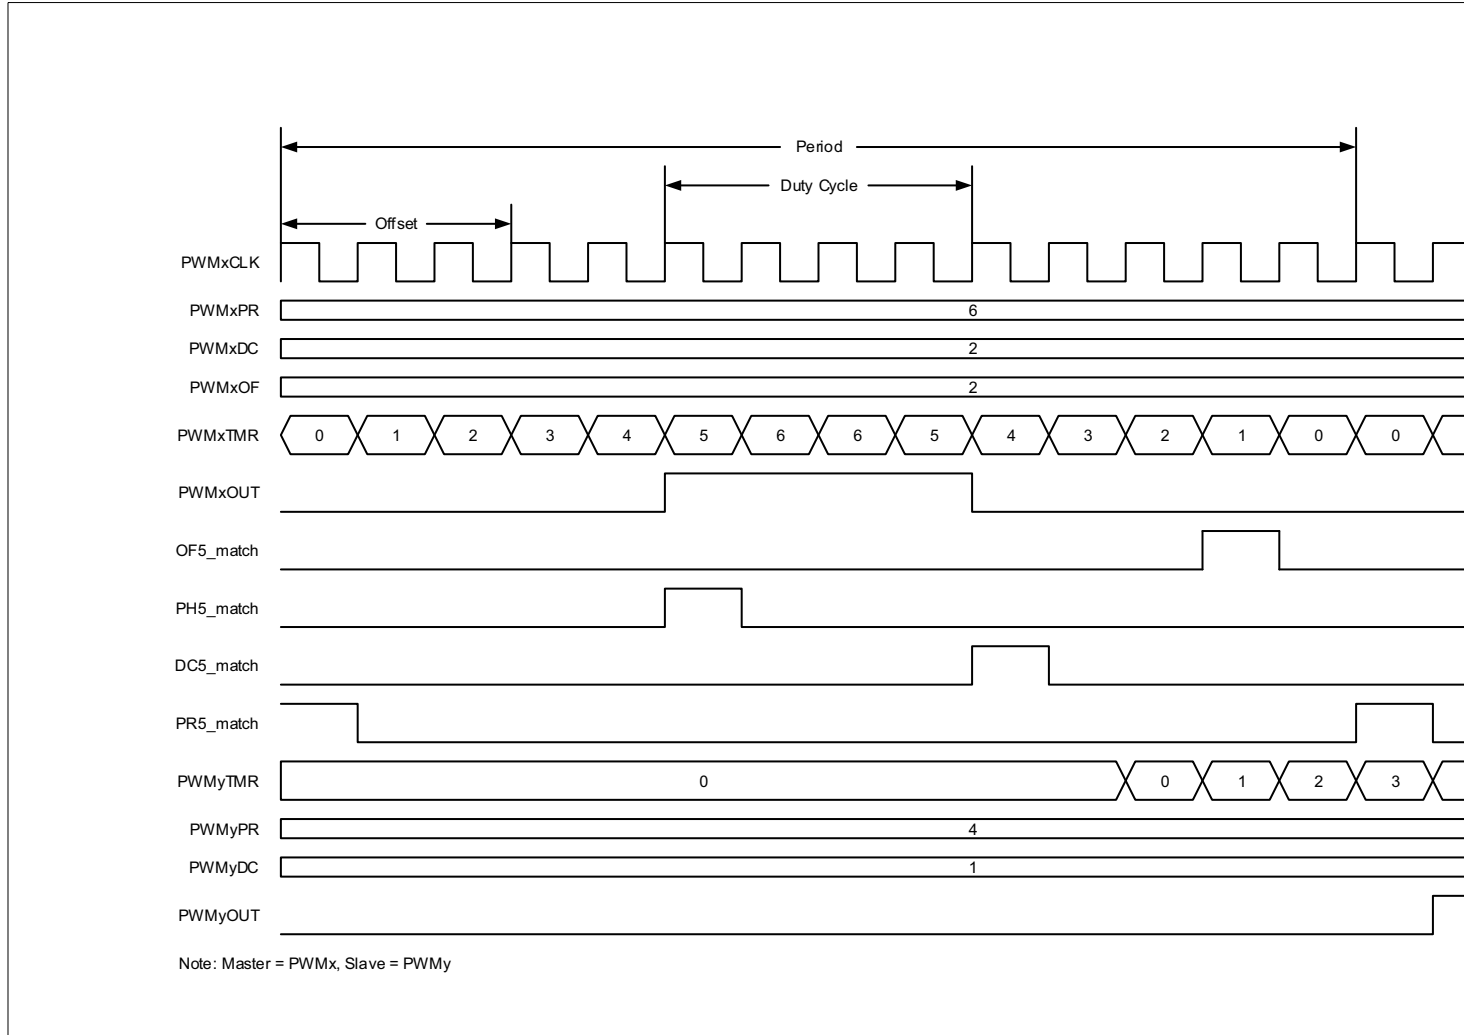 Period
Duty Cycle
Offset
PWMxCLK
PWMxPR 6
PWMxDC 2
PWMxOF 2
PWMxTMR 0 1 2 3 4 5 6 6 5 4 3 2 1 0 0
PWMxOUT
OF5_match
PH5_match
DC5_match
PR5_match
PWMyTMR 0 0 1 2 3
PWMyPR 4
PWMyDC 1
PWMyOUT
Note: Master = PWMx, Slave = PWMy